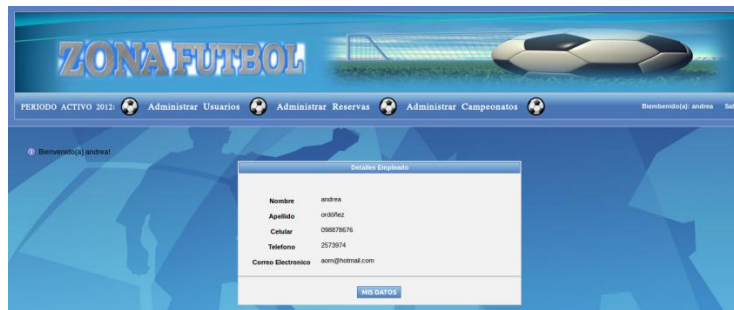 ZONA FUTBOL
PERIODO ACTIVO 2012: Administrar Usuarios Administrar Reservas Administrar Campeonatos Biembenido(a): andrea
Bienvenido(a) andrea!
Detalles Empleado
Nombre andrea
Apellido ordóñez
Celular 098878676
Telefono 2573974
Correo Electronico aom@hotmail.com
MIS DATOS